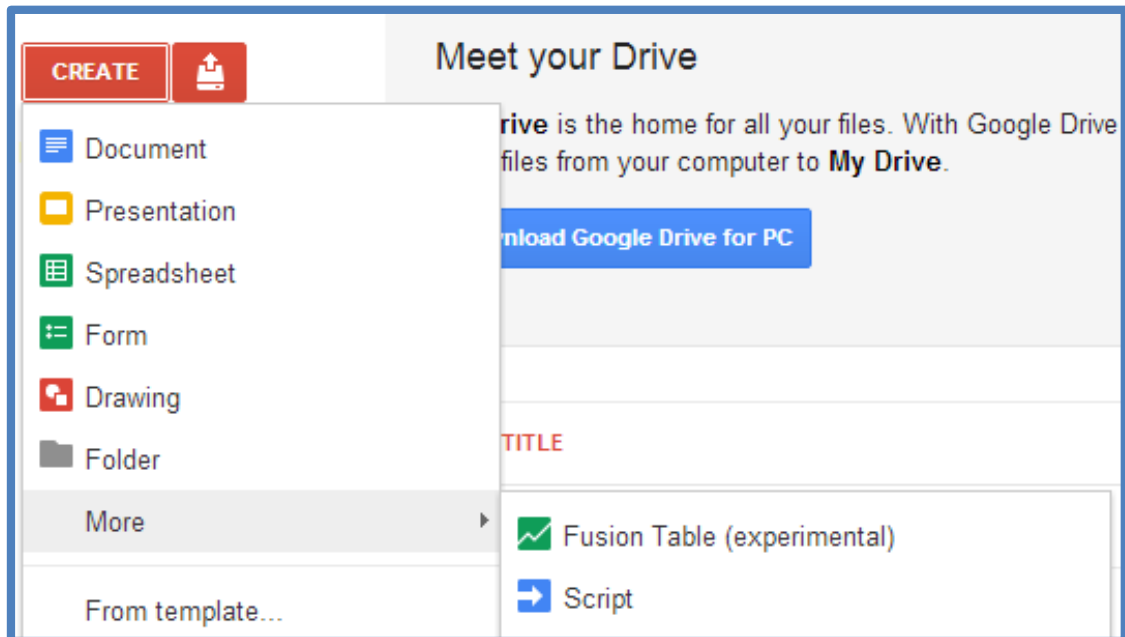 CREATE
Meet your Drive
rive is the home for all your files. With Google Drive
files from your computer to My Drive.
nload Google Drive for PC
Document
Presentation
Spreadsheet
Form
Drawing
Folder
More
From template...
TITLE
Fusion Table (experimental)
Script